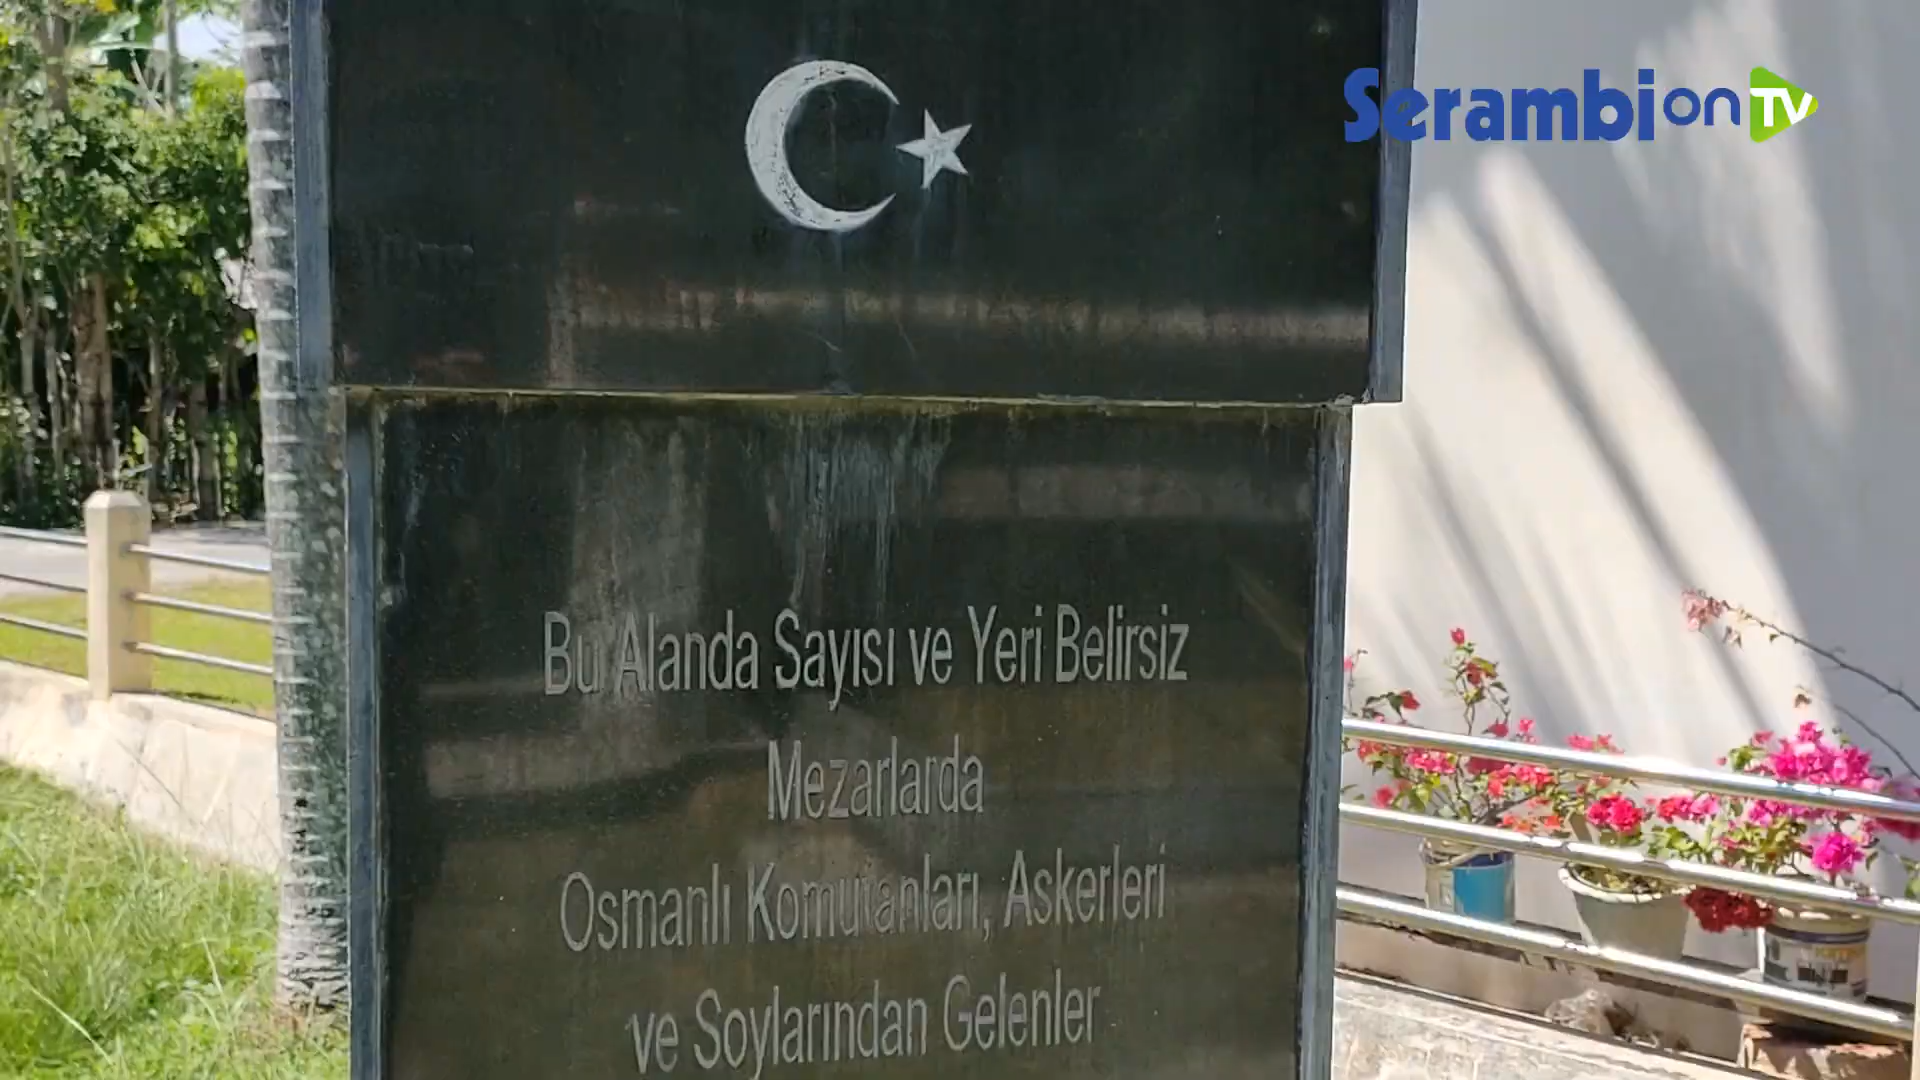 Serambi on TV
Bu Alanda Sayısı ve Yeri Belirsiz
Mezarlarda
Osmanlı Komutanları, Askerleri
ve Soylarından Gelenler